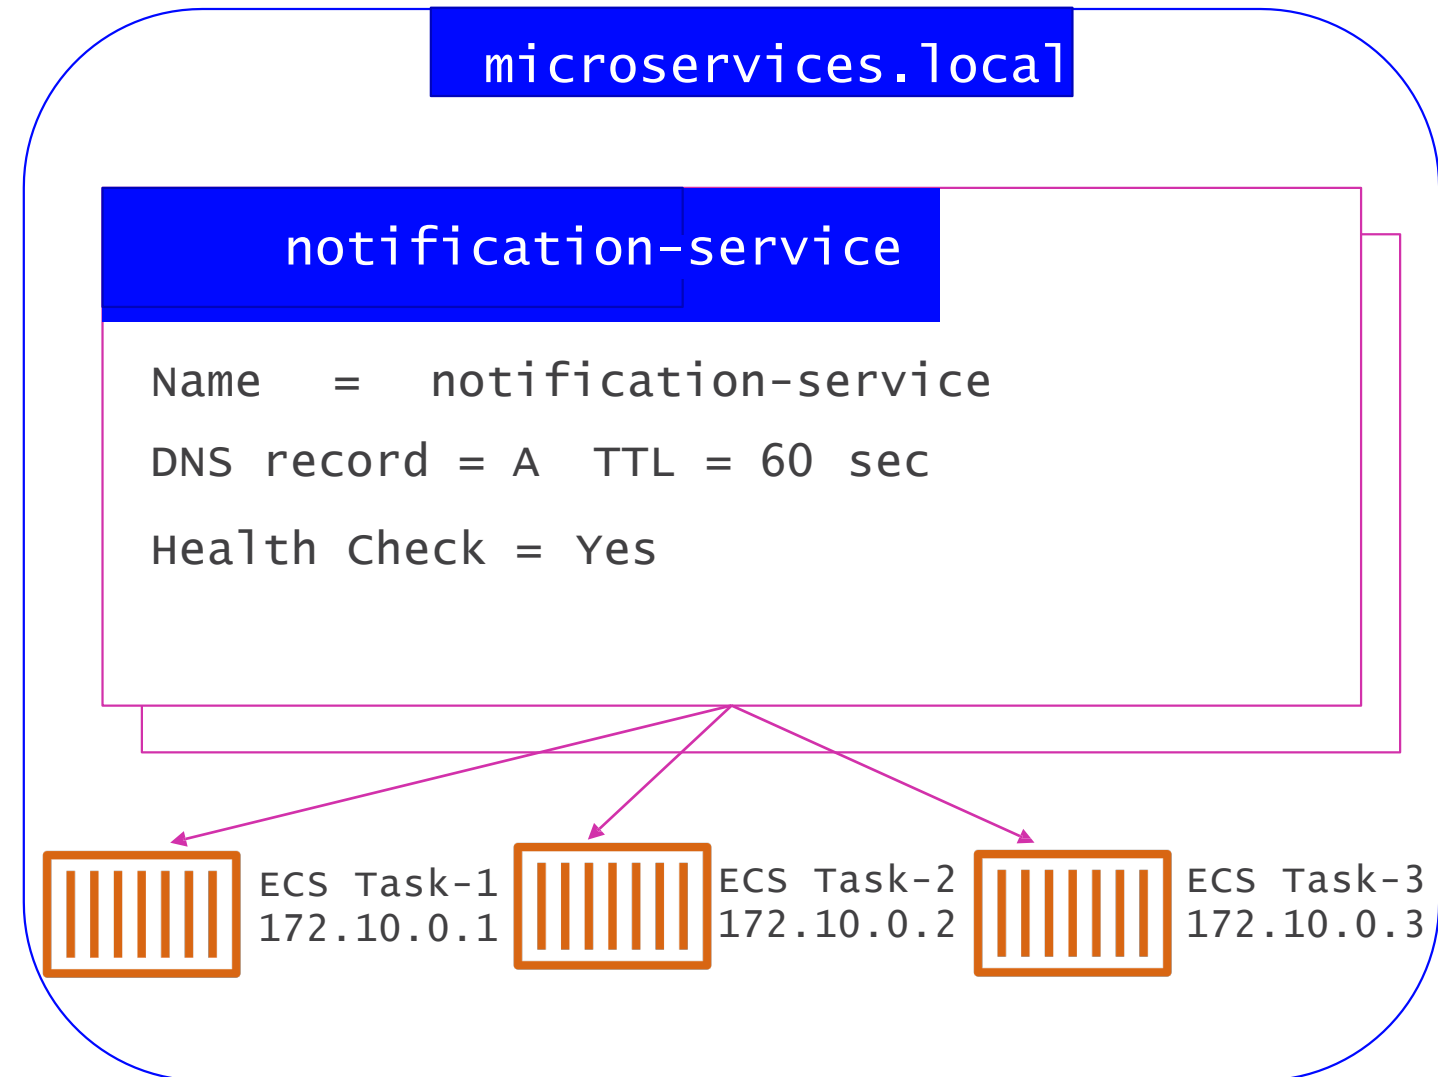 microservices.local
notification-service
Name = notification-service
DNS record = A TTL = 60 sec
Health Check = Yes
ECS Task-1
172.10.0.1
ECS Task-2
172.10.0.2
ECS Task-3
172.10.0.3